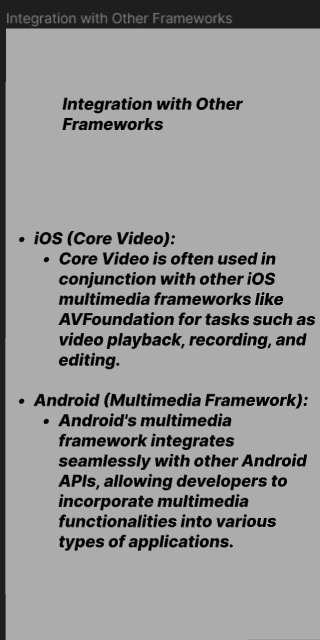 Integration with Other Frameworks
Integration with Other
Frameworks
• iOS (Core Video):
• Core Video is often used in
conjunction with other iOS
multimedia frameworks like
AVFoundation for tasks such as
video playback, recording, and
editing.
• Android (Multimedia Framework):
• Android's multimedia
framework integrates
seamlessly with other Android
APIs, allowing developers to
incorporate multimedia
functionalities into various
types of applications.